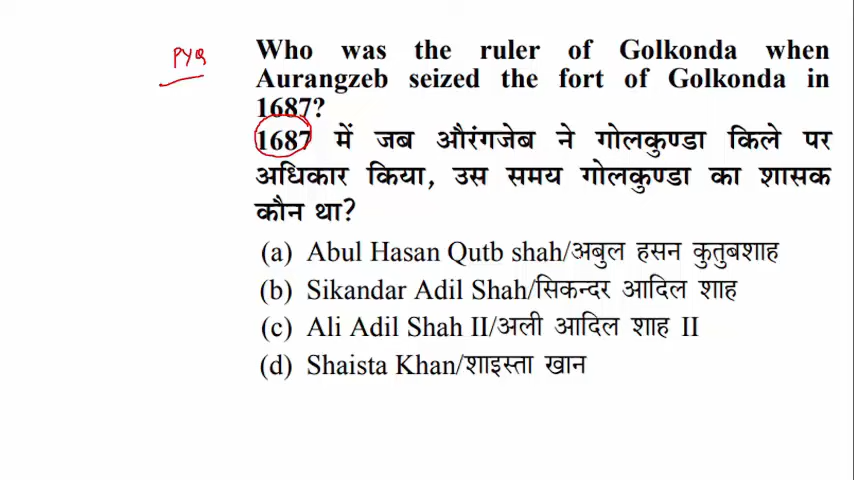 PYQ
Who was the ruler of Golkonda when
Aurangzeb seized the fort of Golkonda in
1687?
1687 में जब औरंगजेब ने गोलकुण्डा किले पर
अधिकार किया, उस समय गोलकुण्डा का शासक
कौन था?
(a) Abul Hasan Qutb shah/अबुल हसन कुतुबशाह
(b) Sikandar Adil Shah/सिकन्दर आदिल शाह
(c) Ali Adil Shah II/अली आदिल शाह II
(d) Shaista Khan/शाइस्ता खान